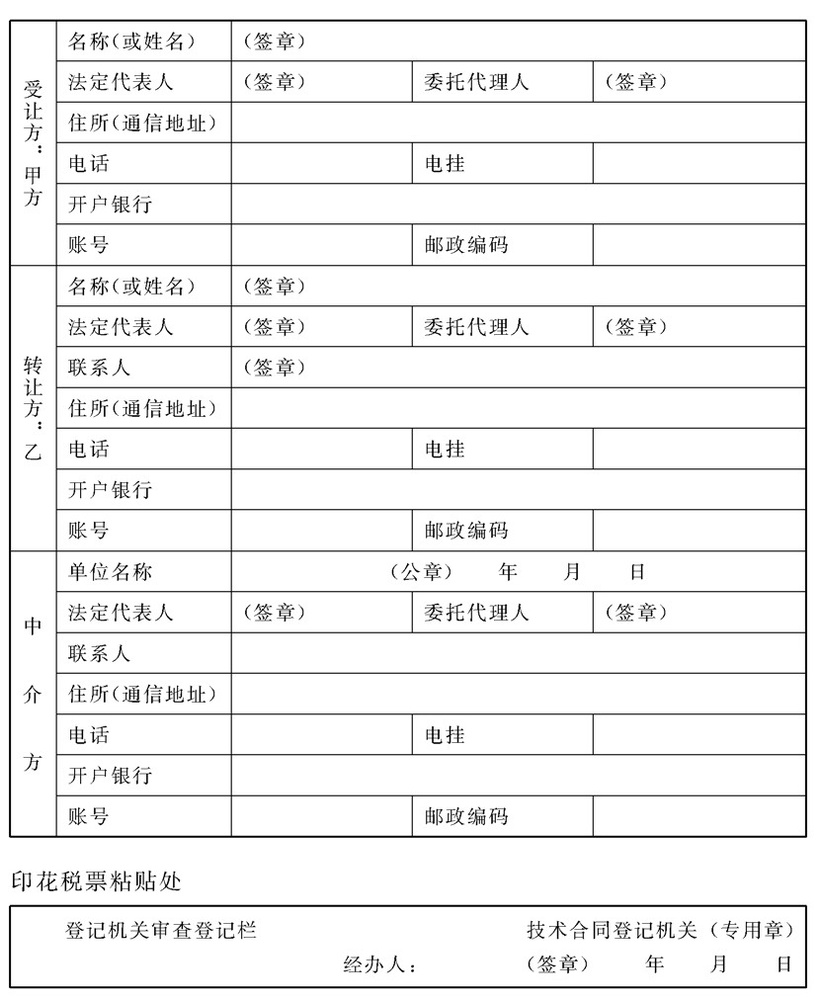 受让方：甲方
名称(或姓名) (签章)
法定代表人 (签章) 委托代理人 (签章)
住所(通信地址)
电话 电挂
开户银行
账号 邮政编码
转让方：乙
名称(或姓名) (签章)
法定代表人 (签章) 委托代理人 (签章)
联系人 (签章)
住所(通信地址)
电话 电挂
开户银行
账号 邮政编码
中介方
单位名称 (公章) 年 月 日
法定代表人 (签章) 委托代理人 (签章)
联系人
住所(通信地址)
电话 电挂
开户银行
账号 邮政编码
印花税票粘贴处
登记机关审查登记栏 技术合同登记机关(专用章)
经办人： (签章) 年 月 日